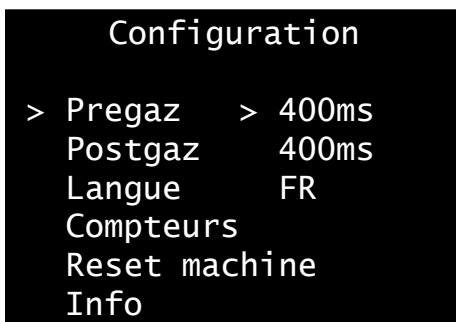 Configuration
> Pregaz > 400ms
Postgaz 400ms
Langue FR
Compteurs
Reset machine
Info